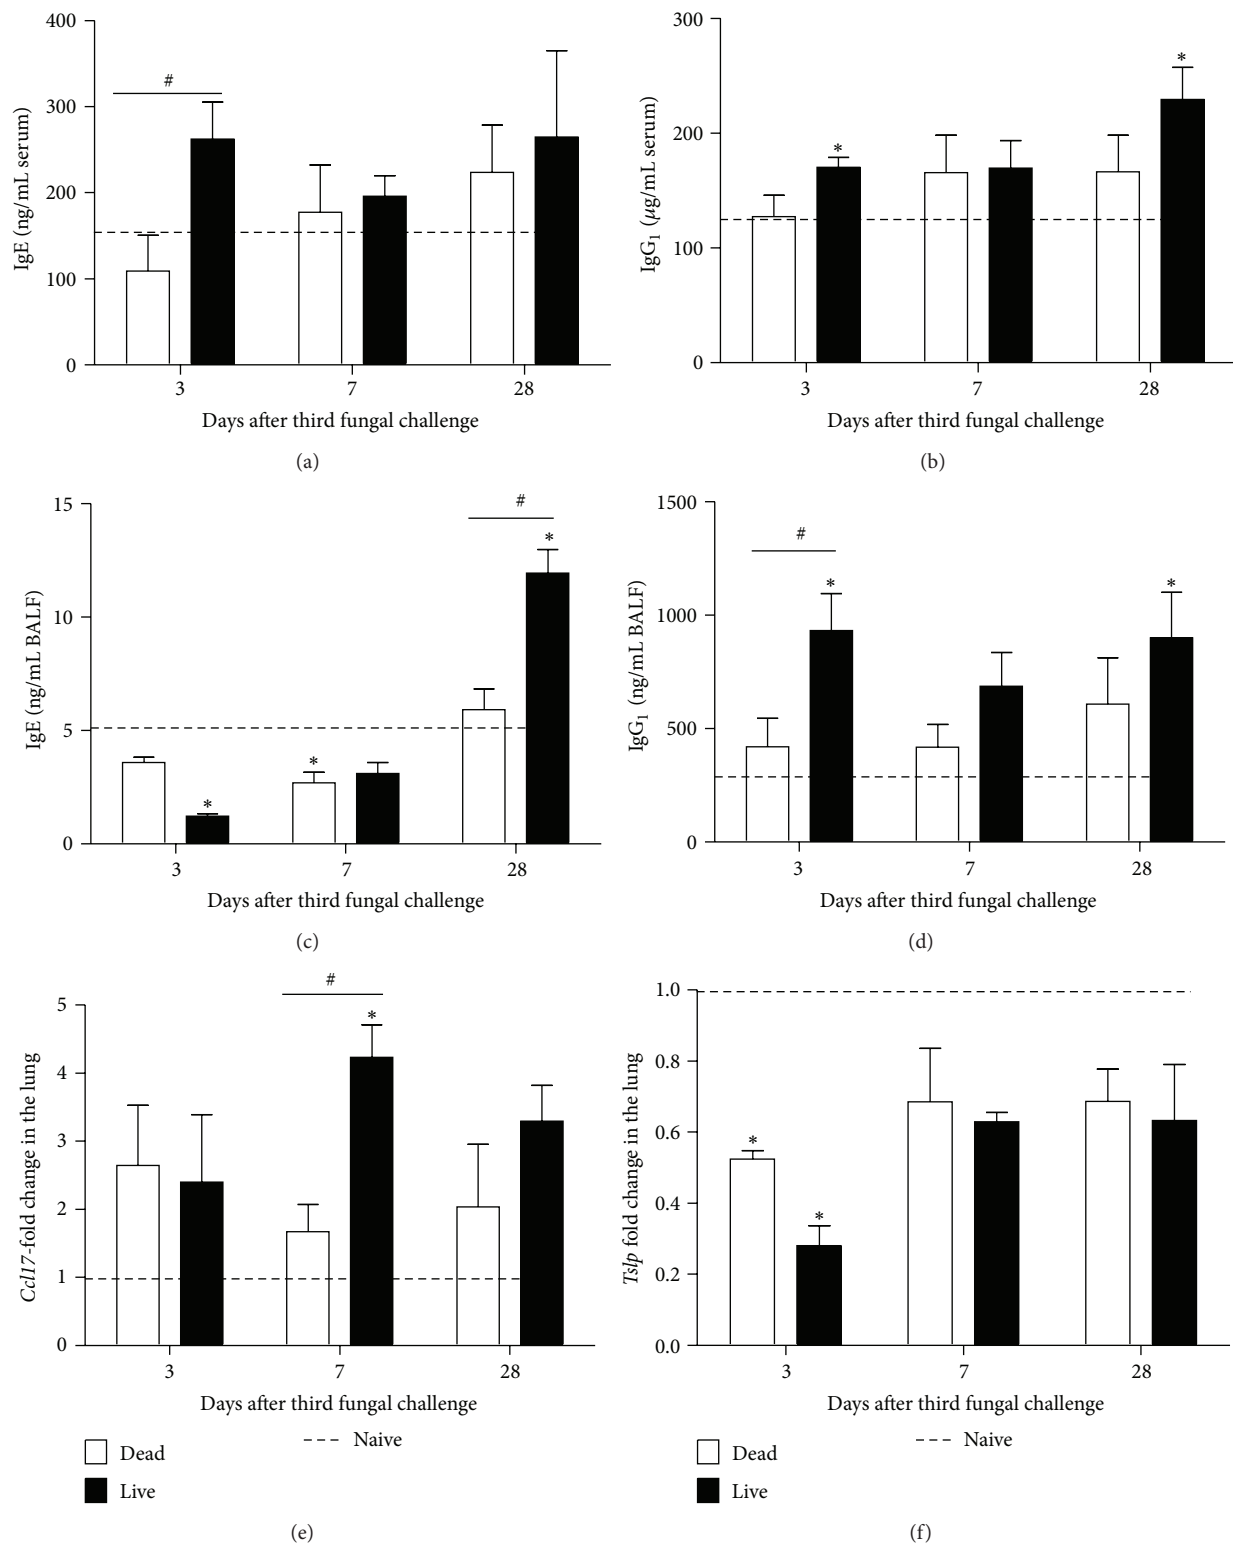 400
300
200
100
0
IgE (ng/mL serum)
#
3
7
28
Days after third fungal challenge
(a)
300
200
100
0
IgG1 (μg/mL serum)
*
*
3
7
28
Days after third fungal challenge
(b)
15
10
5
0
IgE (ng/mL BALF)
#
*
*
*
3
7
28
Days after third fungal challenge
(c)
1500
1000
500
0
IgG1 (ng/mL BALF)
#
*
*
3
7
28
Days after third fungal challenge
(d)
5
4
3
2
1
0
Ccl17-fold change in the lung
#
*
3
7
28
Days after third fungal challenge
Dead
Live
Naive
(e)
1.0
0.8
0.6
0.4
0.2
0.0
Tslp fold change in the lung
*
*
3
7
28
Days after third fungal challenge
Dead
Live
Naive
(f)